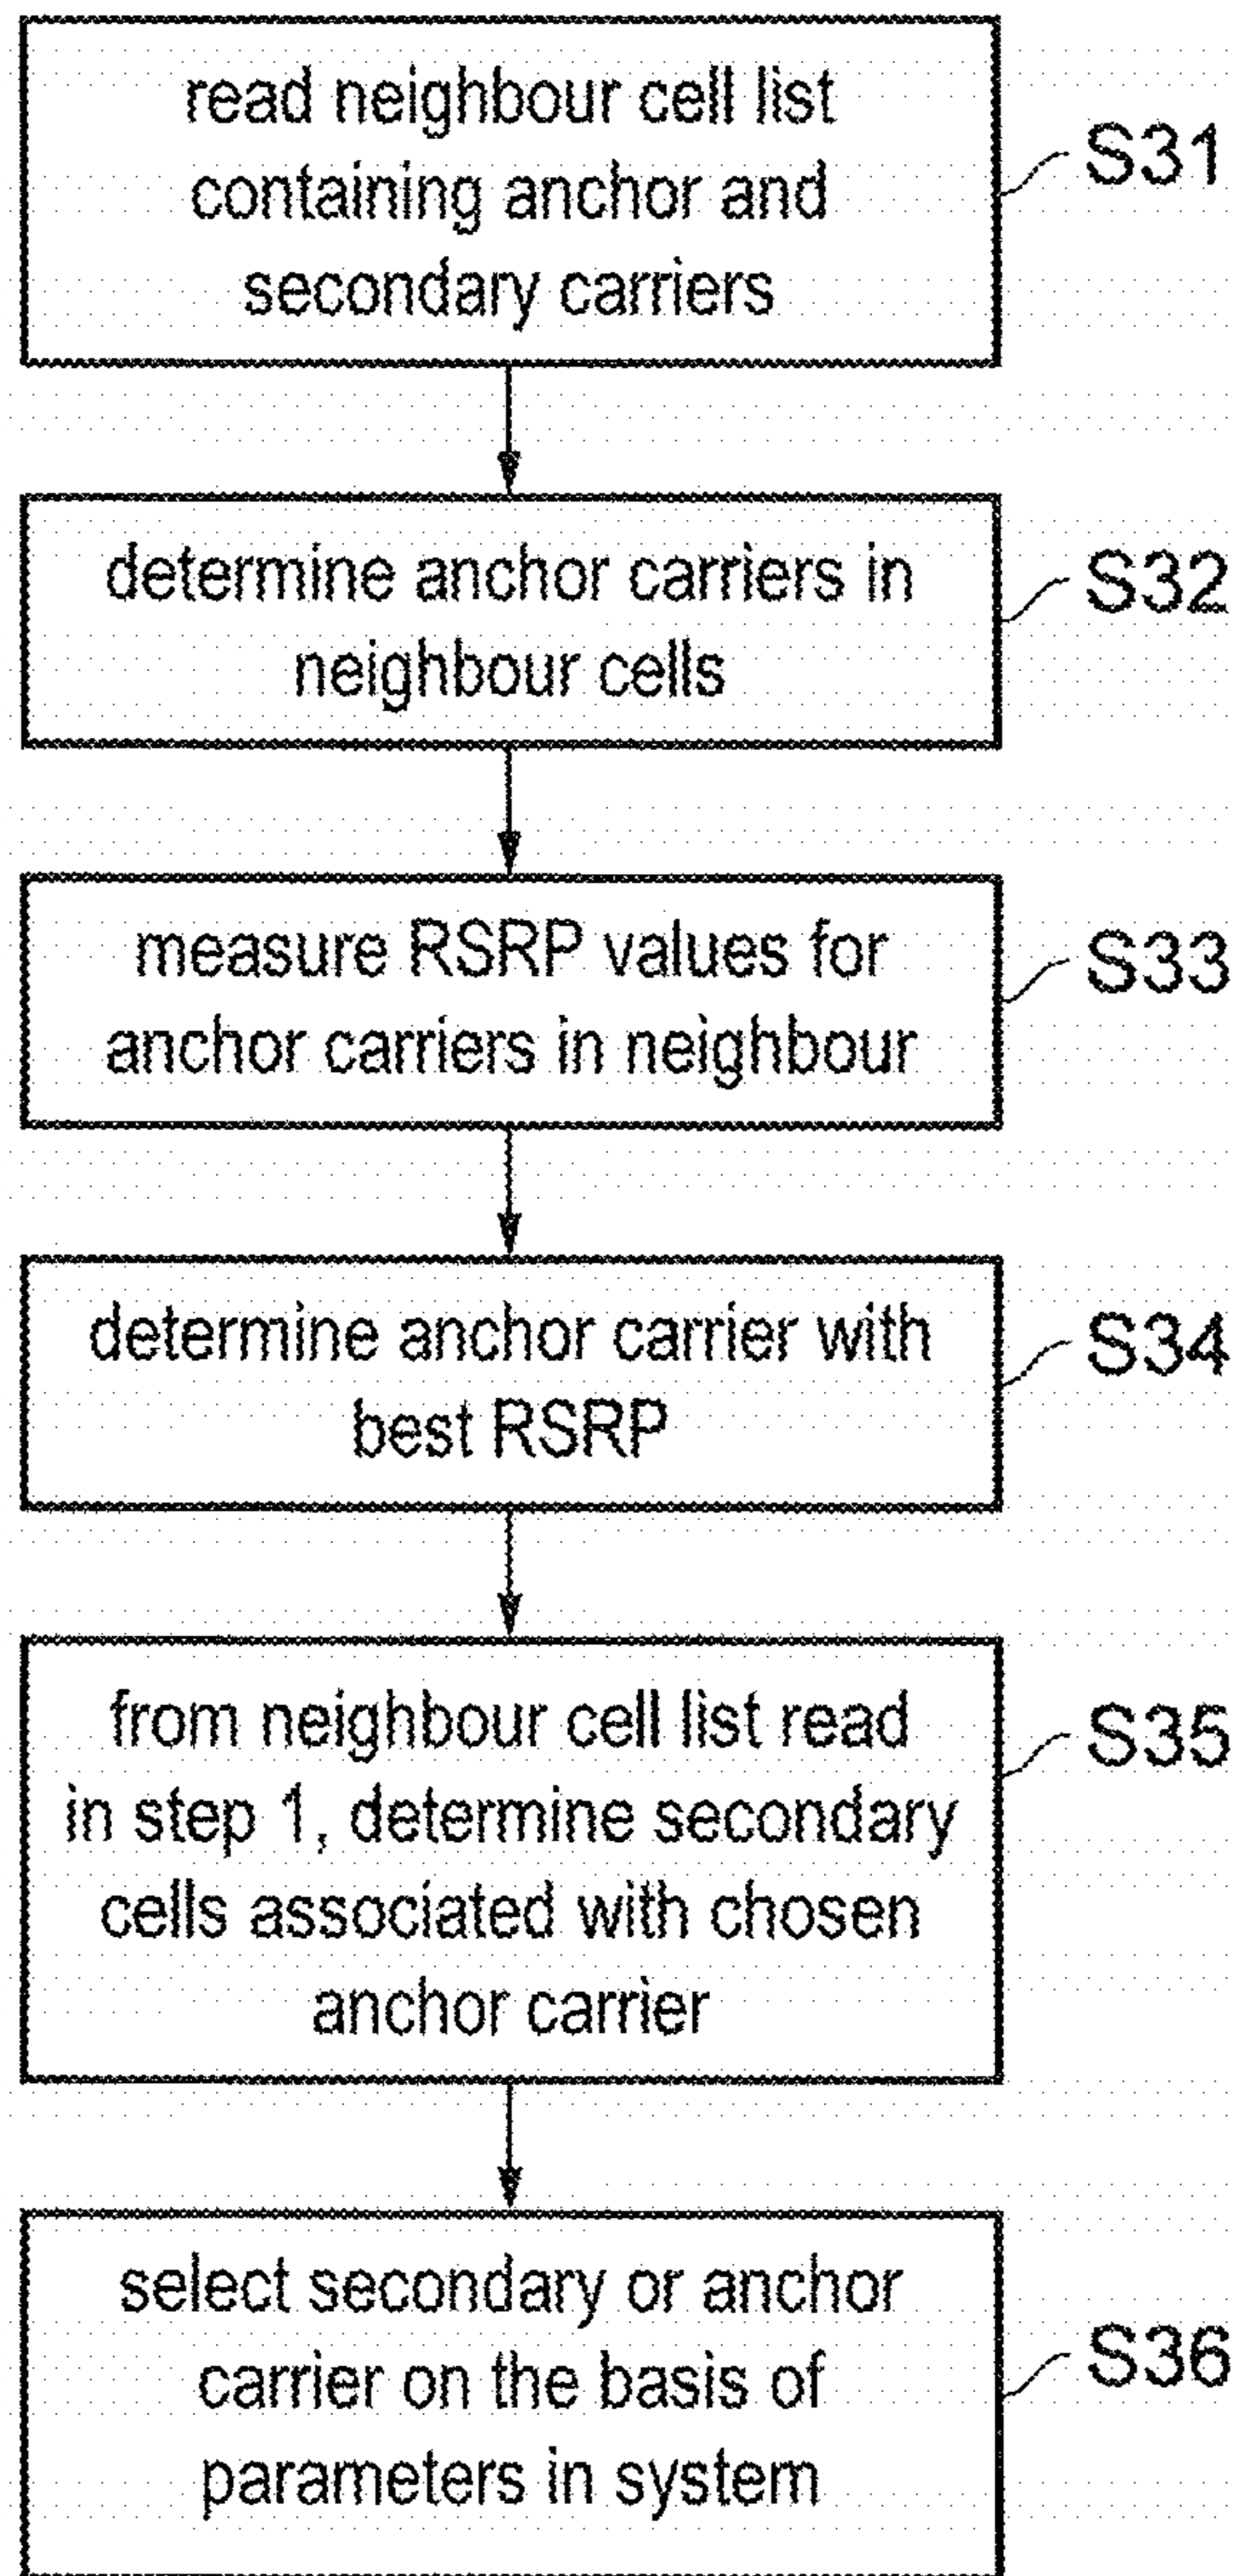 read neighbour cell list
containing anchor and
secondary carriers
S31
determine anchor carriers in
neighbour cells
S32
measure RSRP values for
anchor carriers in neighbour
S33
determine anchor carrier with
best RSRP
S34
from neighbour cell list read
in step 1, determine secondary
cells associated with chosen
anchor carrier
S35
select secondary or anchor
carrier on the basis of
parameters in system
S36